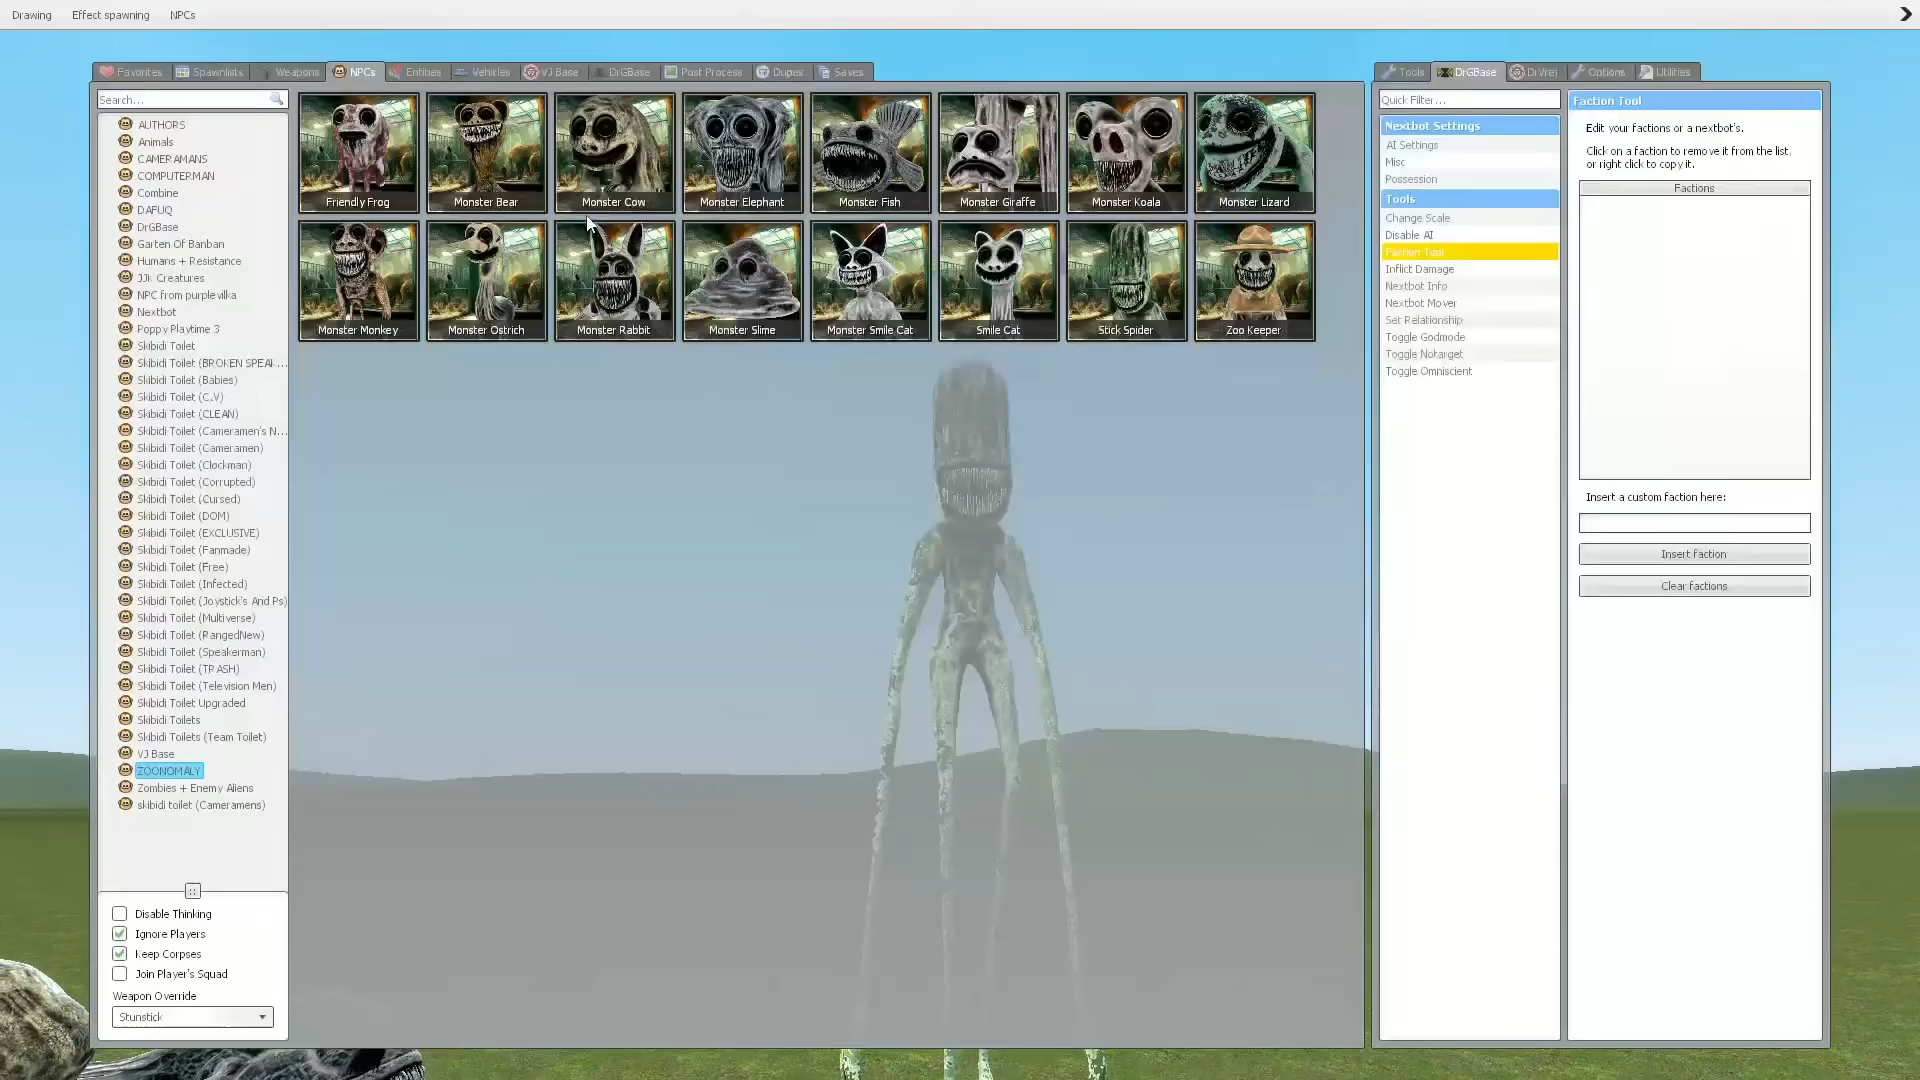 Drawing Effect spawning NPCs
Favorites Spawnlists Weapons NPCs Entities Vehicles VJ Base DrGBase Post Process Dupes Saves
Search...
AUTHORS
Animals
CAMERAMANS
COMPUTERMAN
Combine
DAFUQ
DrGBase
Garten Of Banban
Humans + Resistance
JJK Creatures
NPC from purplevilka
Nextbot
Poppy Playtime 3
Skibidi Toilet
Skibidi Toilet (BROKEN SPEAK...
Skibidi Toilet (Babies)
Skibidi Toilet (C.V)
Skibidi Toilet (CLEAN)
Skibidi Toilet (Cameramen's N...
Skibidi Toilet (Cameramen)
Skibidi Toilet (Clockman)
Skibidi Toilet (Corrupted)
Skibidi Toilet (Cursed)
Skibidi Toilet (DOM)
Skibidi Toilet (EXCLUSIVE)
Skibidi Toilet (Fanmade)
Skibidi Toilet (Free)
Skibidi Toilet (Infected)
Skibidi Toilet (Joystick's And Ps)
Skibidi Toilet (Multiverse)
Skibidi Toilet (RangedNew)
Skibidi Toilet (Speakerman)
Skibidi Toilet (TRASH)
Skibidi Toilet (Television Men)
Skibidi Toilet Upgraded
Skibidi Toilets
Skibidi Toilets (Team Toilet)
VJ Base
ZOONOMALY
Zombies + Enemy Aliens
skibidi toilet (Cameramens)
Disable Thinking
Ignore Players
Keep Corpses
Join Player's Squad
Weapon Override
Stunstick
Friendly Frog Monster Bear Monster Cow Monster Elephant Monster Fish Monster Giraffe Monster Koala Monster Lizard
Monster Monkey Monster Ostrich Monster Rabbit Monster Slime Monster Smile Cat Smile Cat Stick Spider Zoo Keeper
Tools DrGBase DrVrej Options Utilities
Quick Filter...
Nextbot Settings
AI Settings
Misc
Possession
Tools
Change Scale
Disable AI
Faction Tool
Inflict Damage
Nextbot Info
Nextbot Mover
Set Relationship
Toggle Godmode
Toggle Notarget
Toggle Omniscient
Faction Tool
Edit your factions or a nextbot's.
Click on a faction to remove it from the list,
or right click to copy it.
Factions
Insert a custom faction here:
Insert faction
Clear factions